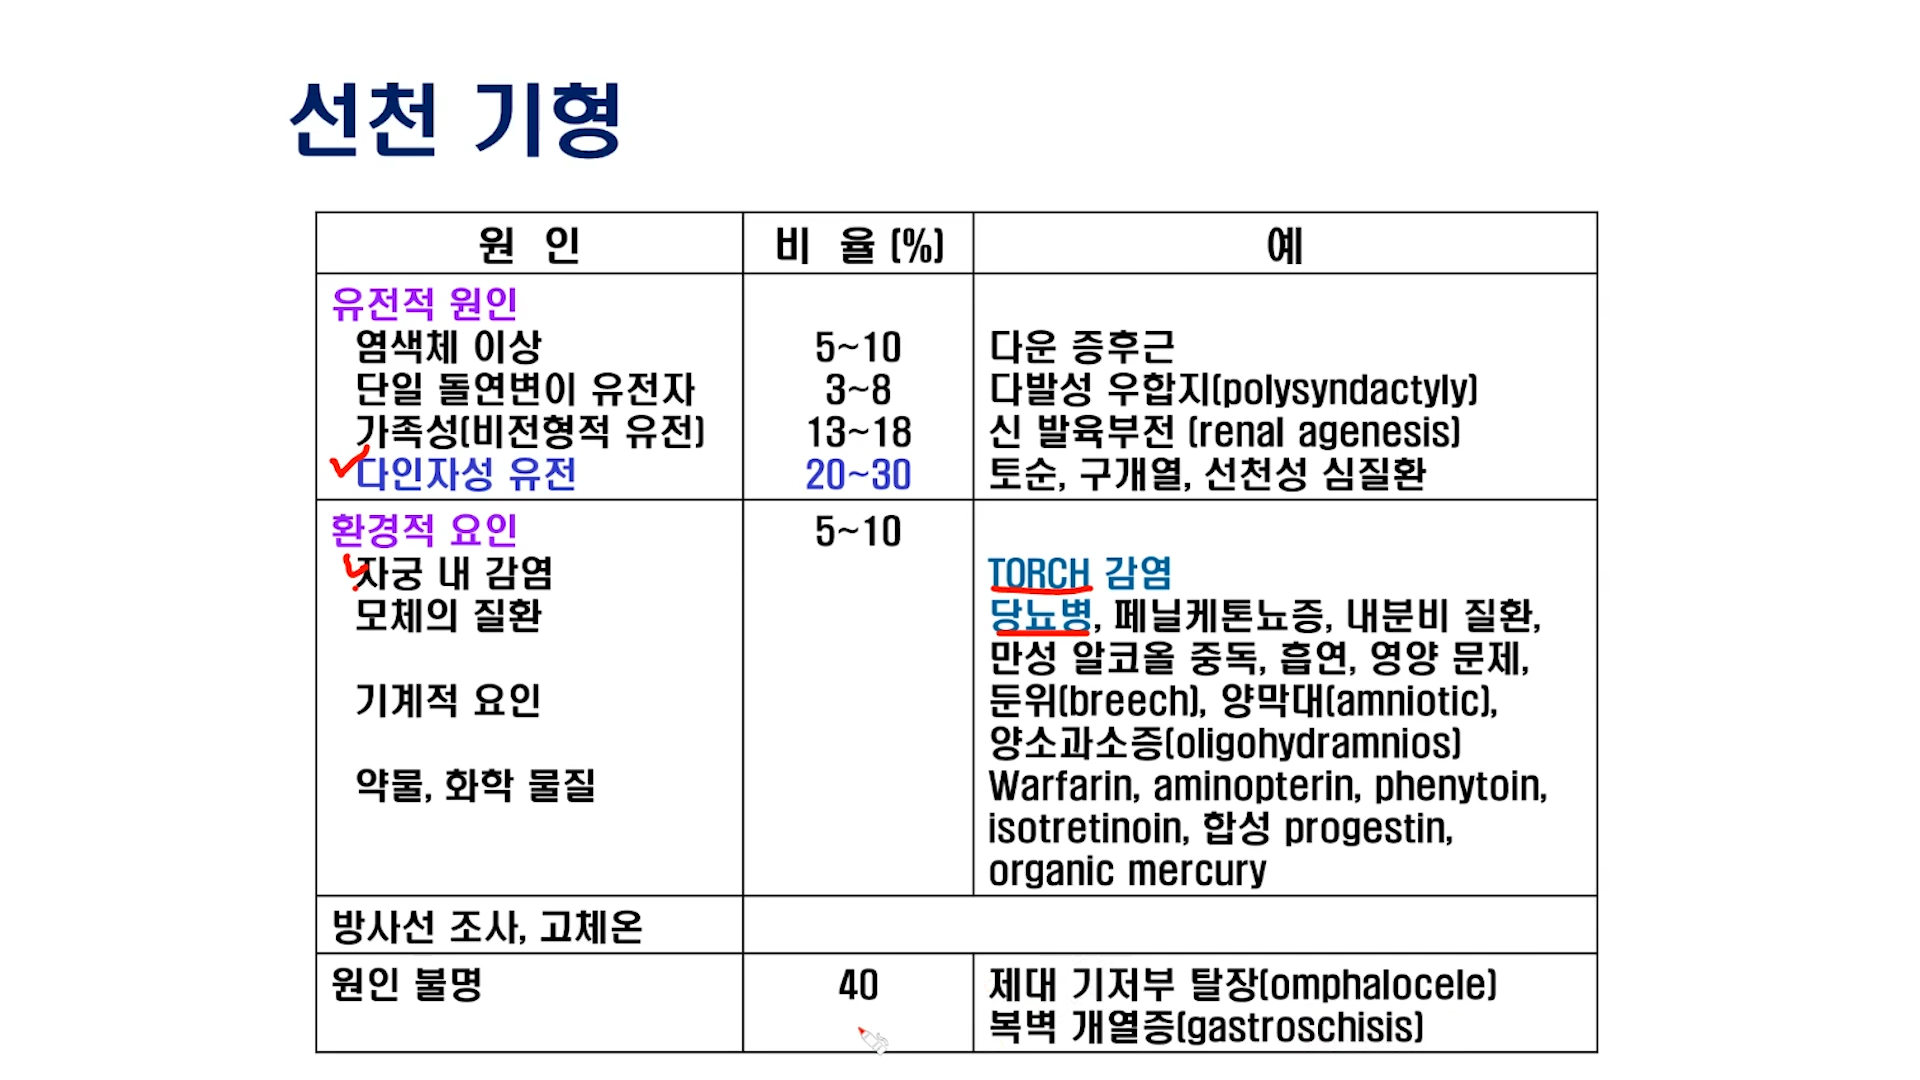 선천 기형
원 인 비 율 (%) 예
유전적 원인
염색체 이상 5~10 다운 증후근
단일 돌연변이 유전자 3~8 다발성 우합지(polysyndactyly)
가족성(비전형적 유전) 13~18 신 발육부전 (renal agenesis)
다인자성 유전 20~30 토순, 구개열, 선천성 심질환
환경적 요인 5~10
자궁 내 감염 TORCH 감염
모체의 질환 당뇨병, 페닐케톤뇨증, 내분비 질환,
만성 알코올 중독, 흡연, 영양 문제,
기계적 요인 둔위(breech), 양막대(amniotic),
양소과소증(oligohydramnios)
약물, 화학 물질 Warfarin, aminopterin, phenytoin,
isotretinoin, 합성 progestin,
organic mercury
방사선 조사, 고체온
원인 불명 40 제대 기저부 탈장(omphalocele)
복벽 개열증(gastroschisis)